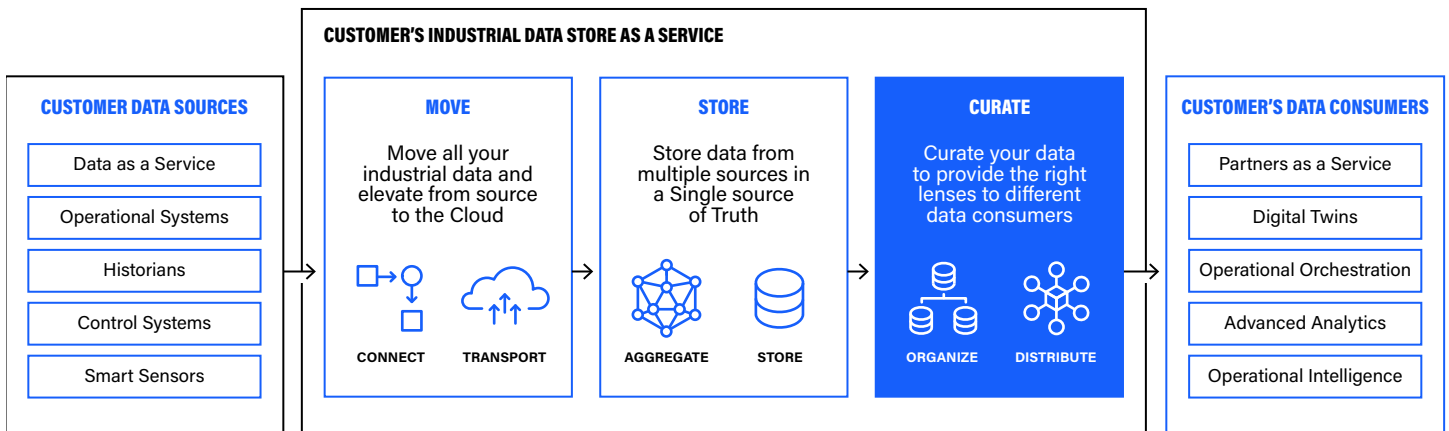 CUSTOMER'S INDUSTRIAL DATA STORE AS A SERVICE
CUSTOMER DATA SOURCES
Data as a Service
Operational Systems
Historians
Control Systems
Smart Sensors
MOVE
Move all your
industrial data and
elevate from source
to the Cloud
CONNECT
TRANSPORT
STORE
Store data from
multiple sources in
a Single source
of Truth
AGGREGATE
STORE
CURATE
Curate your data
to provide the right
lenses to different
data consumers
ORGANIZE
DISTRIBUTE
CUSTOMER'S DATA CONSUMERS
Partners as a Service
Digital Twins
Operational Orchestration
Advanced Analytics
Operational Intelligence